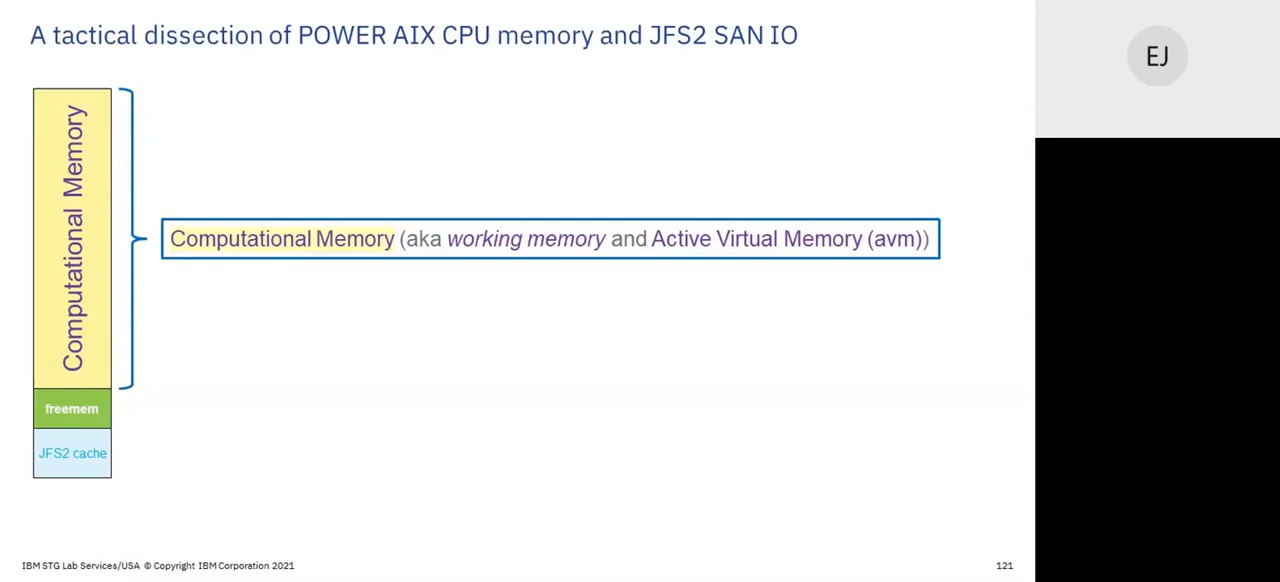 A tactical dissection of POWER AIX CPU memory and JFS2 SAN IO
EJ
Computational Memory
Computational Memory (aka working memory and Active Virtual Memory (avm))
freemem
JFS2 cache
IBM STG Lab Services/USA © Copyright IBM Corporation 2021
121